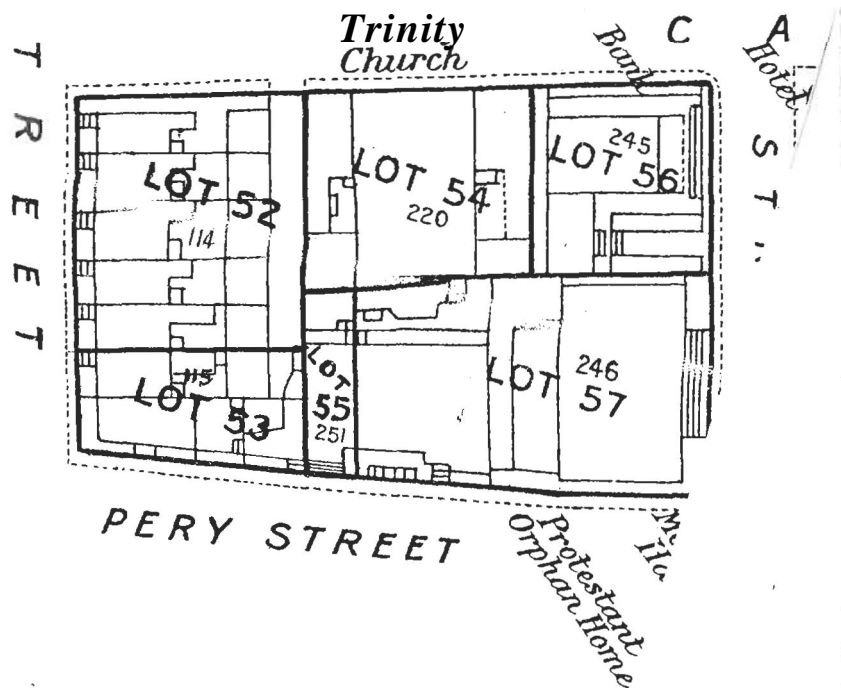 Trinity
Church
Bank
Hotel
C A
S T
T R E E T
LOT 52
114
LOT 54
220
LOT 56
245
LOT 53
115
LOT 55
251
LOT 57
246
PERY STREET
Protestant
Orphan Home